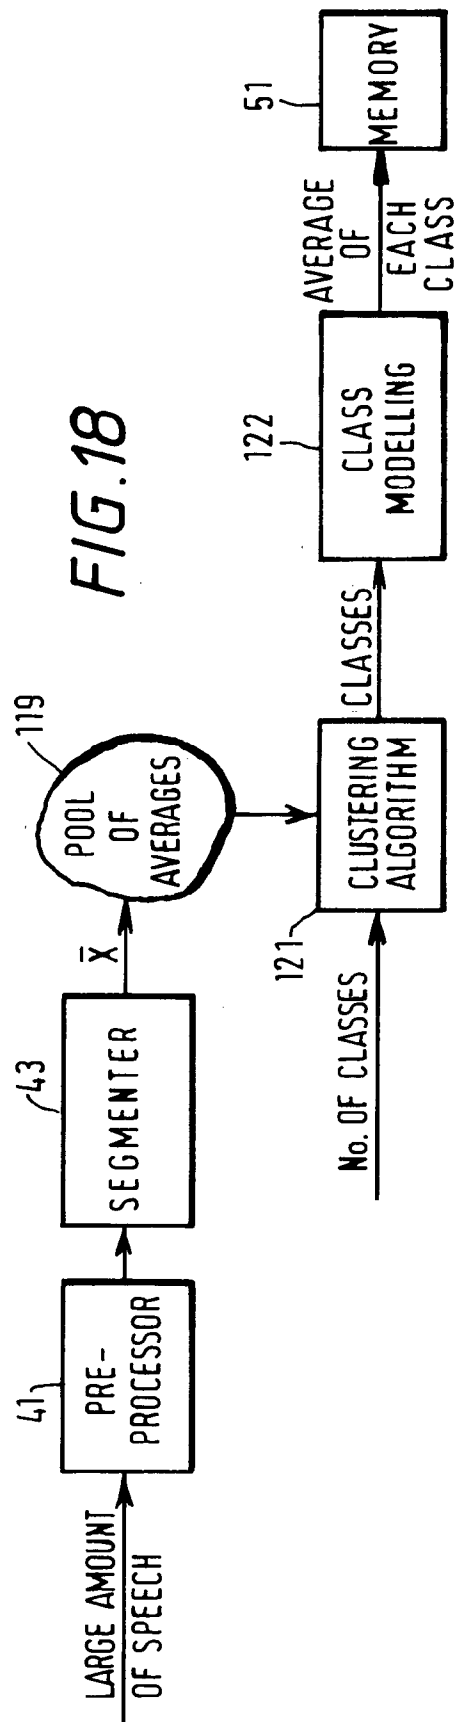 FIG.18
LARGE AMOUNT
OF SPEECH
41
PRE-
PROCESSOR
43
SEGMENTER
X̄
119
POOL
OF
AVERAGES
No. OF CLASSES
121
CLUSTERING
ALGORITHM
CLASSES
122
CLASS
MODELLING
AVERAGE
OF
EACH
CLASS
51
MEMORY